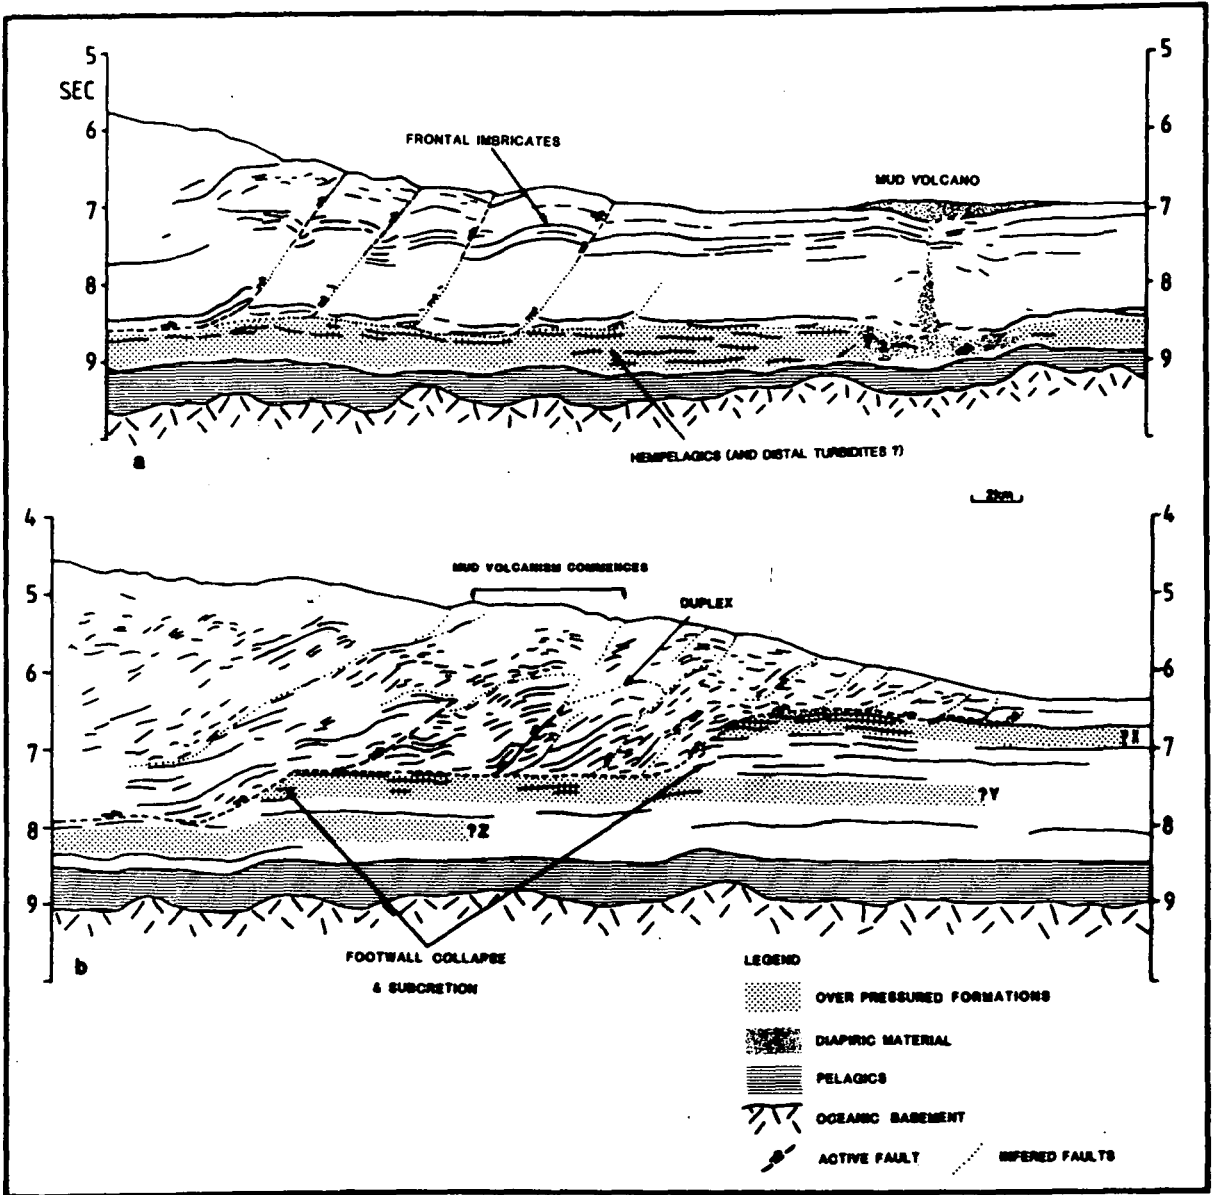 5
5
SEC
6
6
FRONTAL IMBRICATES
MUD VOLCANO
7
7
8
8
9
9
HEMIPELAGICS (AND DISTAL TURBIDITES ?)
a
2km
4
4
MUD VOLCANISM COMMENCES
5
5
DUPLEX
6
6
7
?X
7
?Y
8
?Z
8
9
9
FOOTWALL COLLAPSE
& SUBCRETION
b
LEGEND
OVER PRESSURED FORMATIONS
DIAPIRIC MATERIAL
PELAGICS
OCEANIC BASEMENT
ACTIVE FAULT
INFERED FAULTS